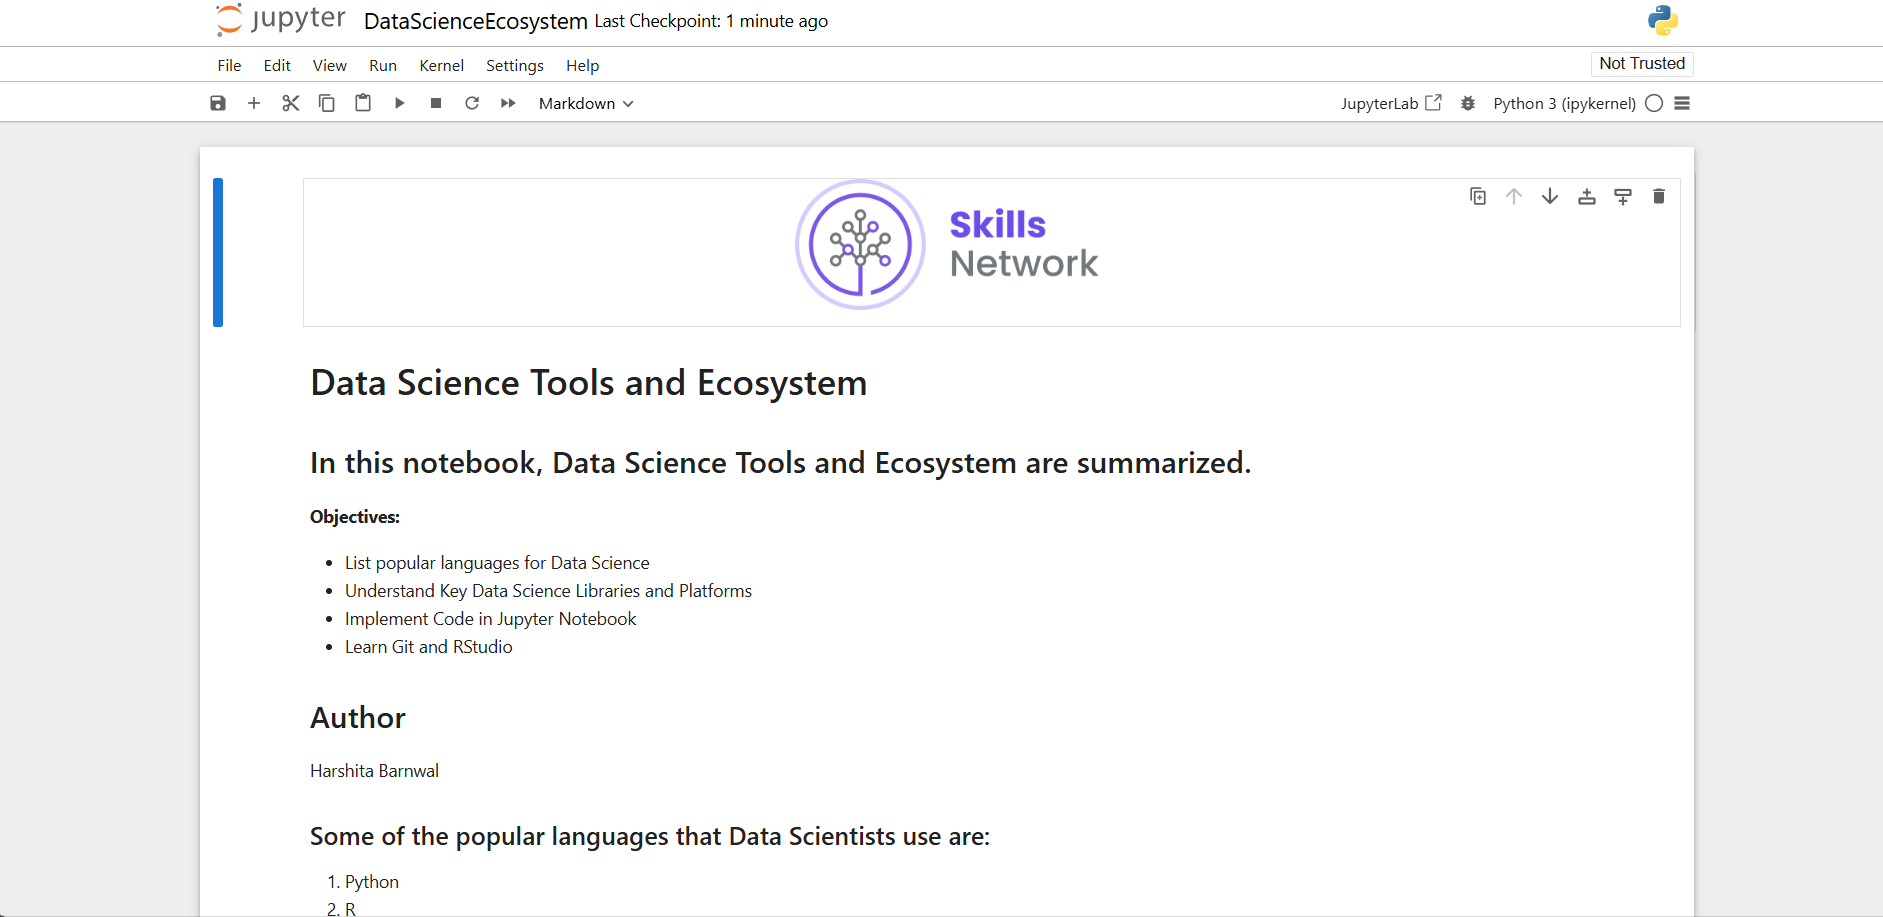 jupyter DataScienceEcosystem Last Checkpoint: 1 minute ago
File Edit View Run Kernel Settings Help Not Trusted
Markdown JupyterLab Python 3 (ipykernel)
Skills
Network
Data Science Tools and Ecosystem
In this notebook, Data Science Tools and Ecosystem are summarized.
Objectives:
• List popular languages for Data Science
• Understand Key Data Science Libraries and Platforms
• Implement Code in Jupyter Notebook
• Learn Git and RStudio
Author
Harshita Barnwal
Some of the popular languages that Data Scientists use are:
1. Python
2. R